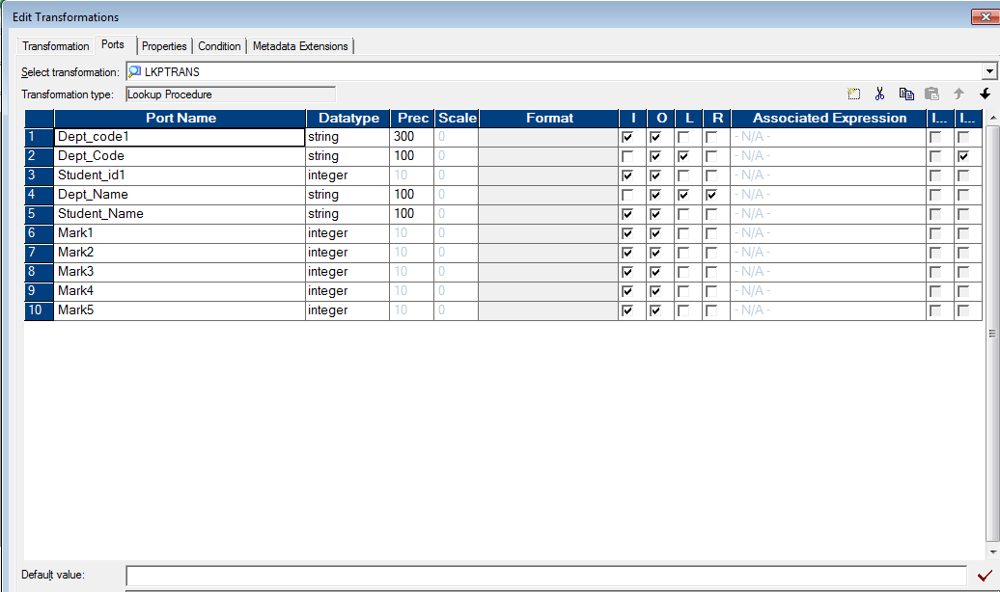 Edit Transformations
Transformation Ports Properties Condition Metadata Extensions
Select transformation: LKPTRANS
Transformation type: Lookup Procedure
Port Name Datatype Prec Scale Format I O L R Associated Expression I... I...
1 Dept_code1 string 300 0 - N/A -
2 Dept_Code string 100 0 - N/A -
3 Student_id1 integer 10 0 - N/A -
4 Dept_Name string 100 0 - N/A -
5 Student_Name string 100 0 - N/A -
6 Mark1 integer 10 0 - N/A -
7 Mark2 integer 10 0 - N/A -
8 Mark3 integer 10 0 - N/A -
9 Mark4 integer 10 0 - N/A -
10 Mark5 integer 10 0 - N/A -
Default value: